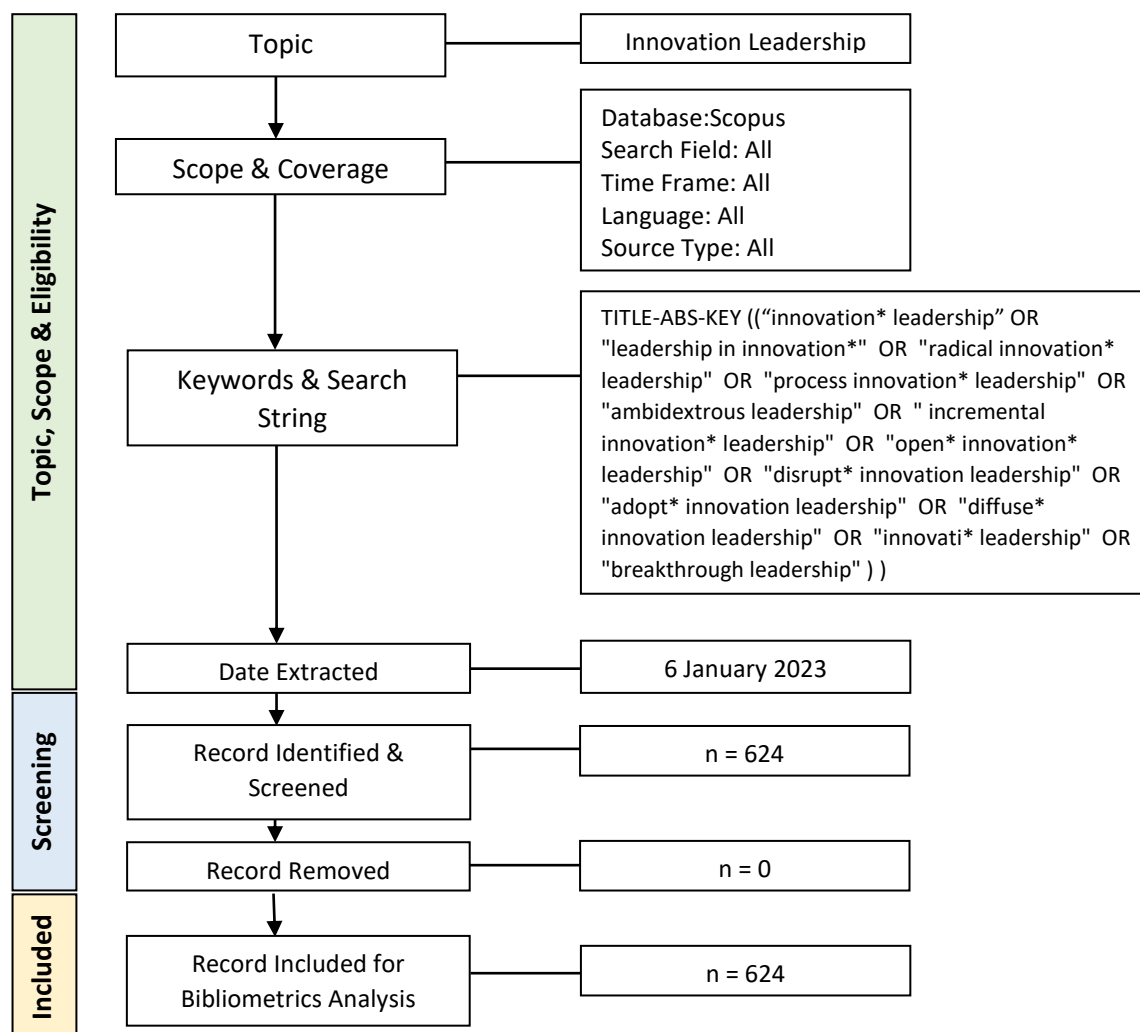 Topic, Scope & Eligibility
Topic
Innovation Leadership
Scope & Coverage
Database:Scopus
Search Field: All
Time Frame: All
Language: All
Source Type: All
Keywords & Search
String
TITLE-ABS-KEY ((“innovation* leadership” OR
"leadership in innovation*" OR "radical innovation*
leadership" OR "process innovation* leadership" OR
"ambidextrous leadership" OR " incremental
innovation* leadership" OR "open* innovation*
leadership" OR "disrupt* innovation leadership" OR
"adopt* innovation leadership" OR "diffuse*
innovation leadership" OR "innovati* leadership" OR
"breakthrough leadership" ) )
Date Extracted
6 January 2023
Screening
Record Identified &
Screened
n = 624
Record Removed
n = 0
Included
Record Included for
Bibliometrics Analysis
n = 624